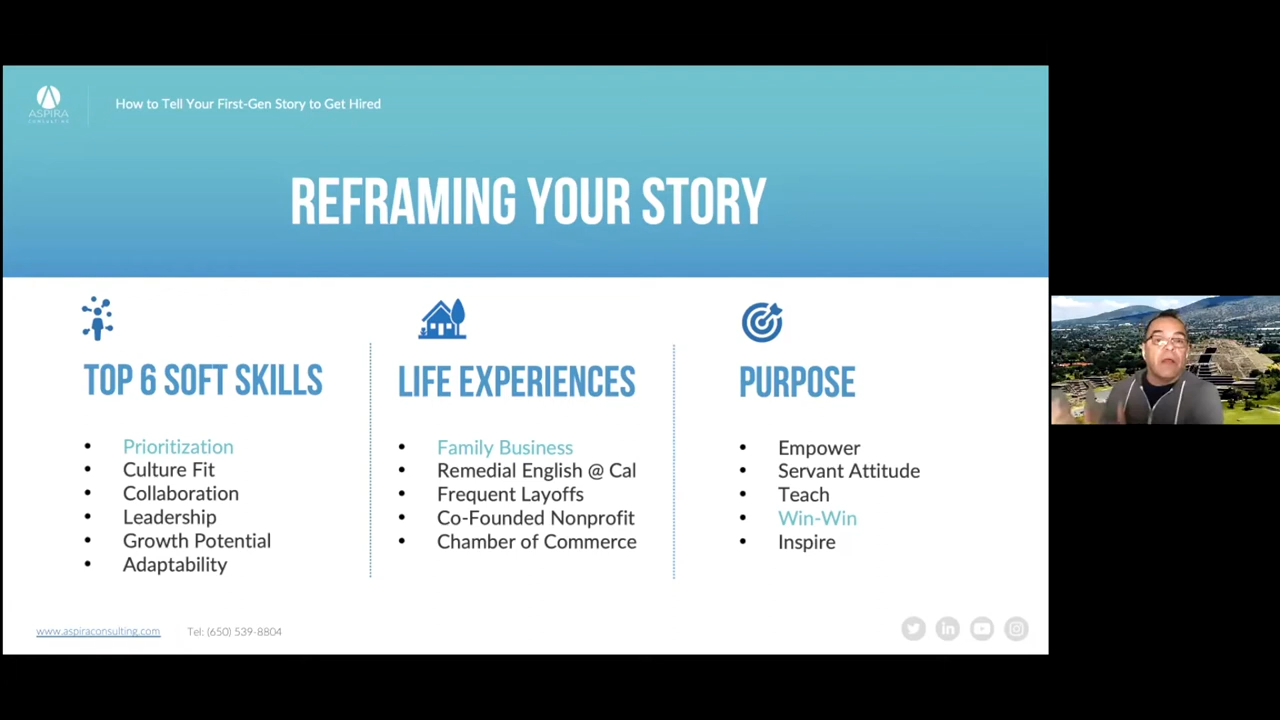 ASPIRA
CONSULTING
How to Tell Your First-Gen Story to Get Hired
REFRAMING YOUR STORY
TOP 6 SOFT SKILLS
• Prioritization
• Culture Fit
• Collaboration
• Leadership
• Growth Potential
• Adaptability
LIFE EXPERIENCES
• Family Business
• Remedial English @ Cal
• Frequent Layoffs
• Co-Founded Nonprofit
• Chamber of Commerce
PURPOSE
• Empower
• Servant Attitude
• Teach
• Win-Win
• Inspire
www.aspiraconsulting.com
Tel: (650) 539-8804